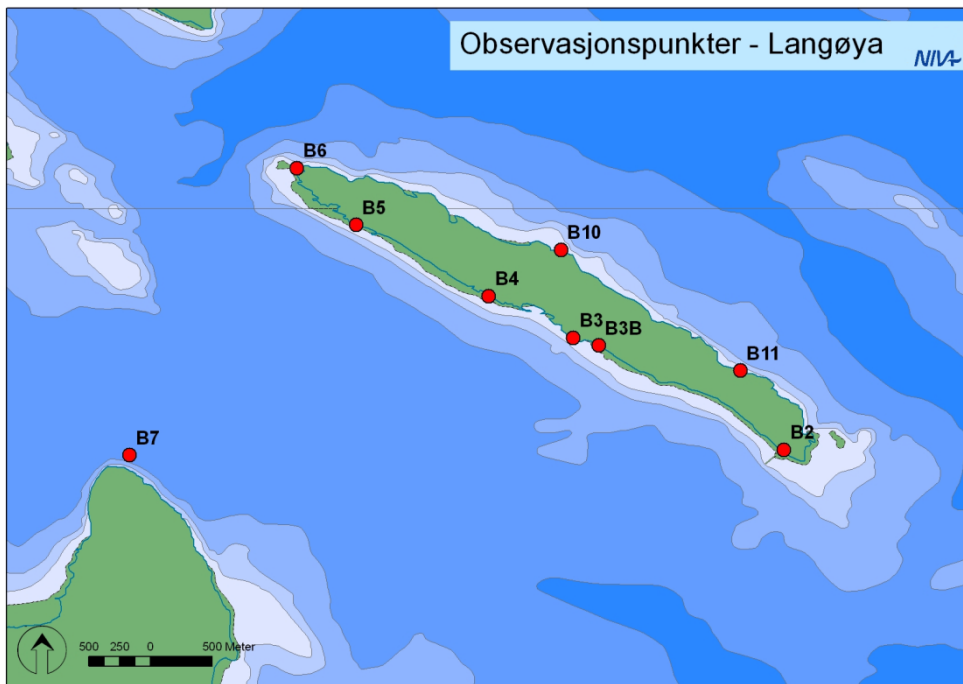 Observasjonspunkter - Langøya
NIVA
B6
B5
B10
B4
B3
B3B
B11
B2
B7
500 250 0 500 Meter